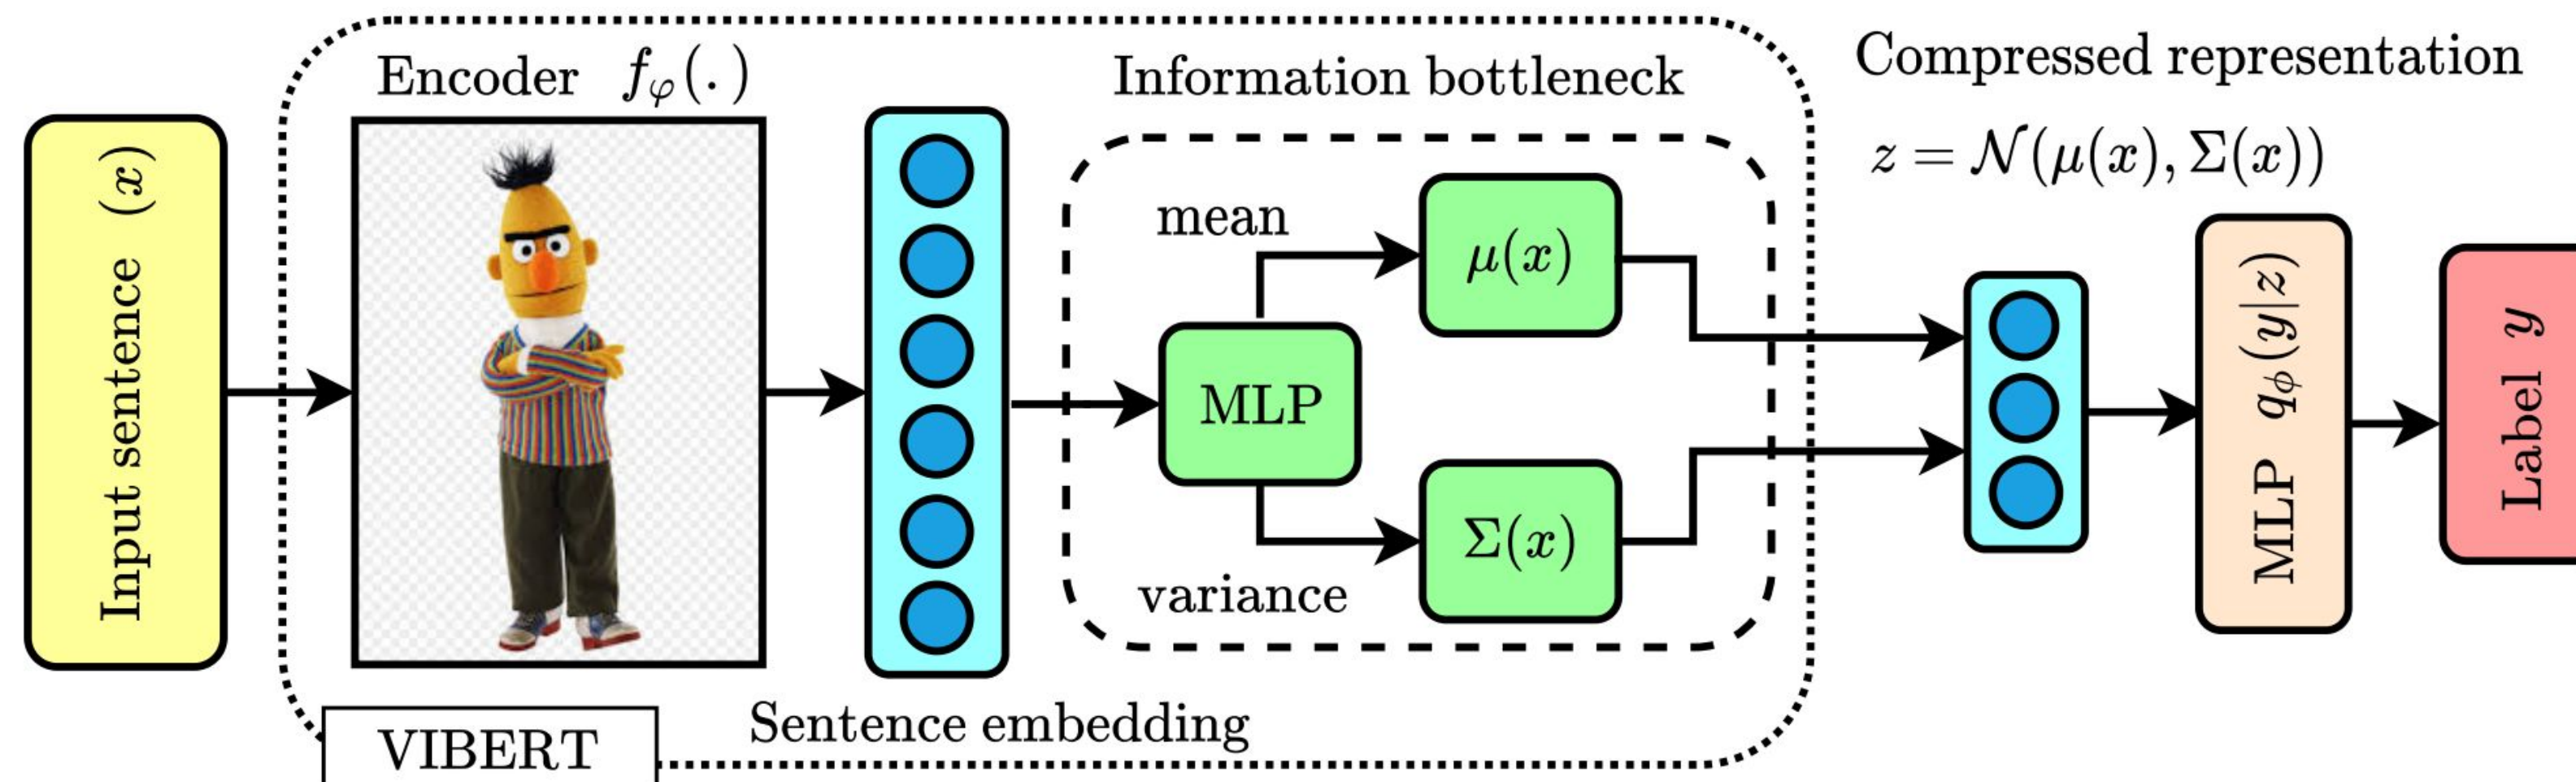 Input sentence (x)
Encoder f_φ(.)
Information bottleneck
mean
μ(x)
MLP
Σ(x)
variance
Sentence embedding
VIBERT
Compressed representation
z = 𝒩(μ(x), Σ(x))
MLP q_ϕ(y|z)
Label y